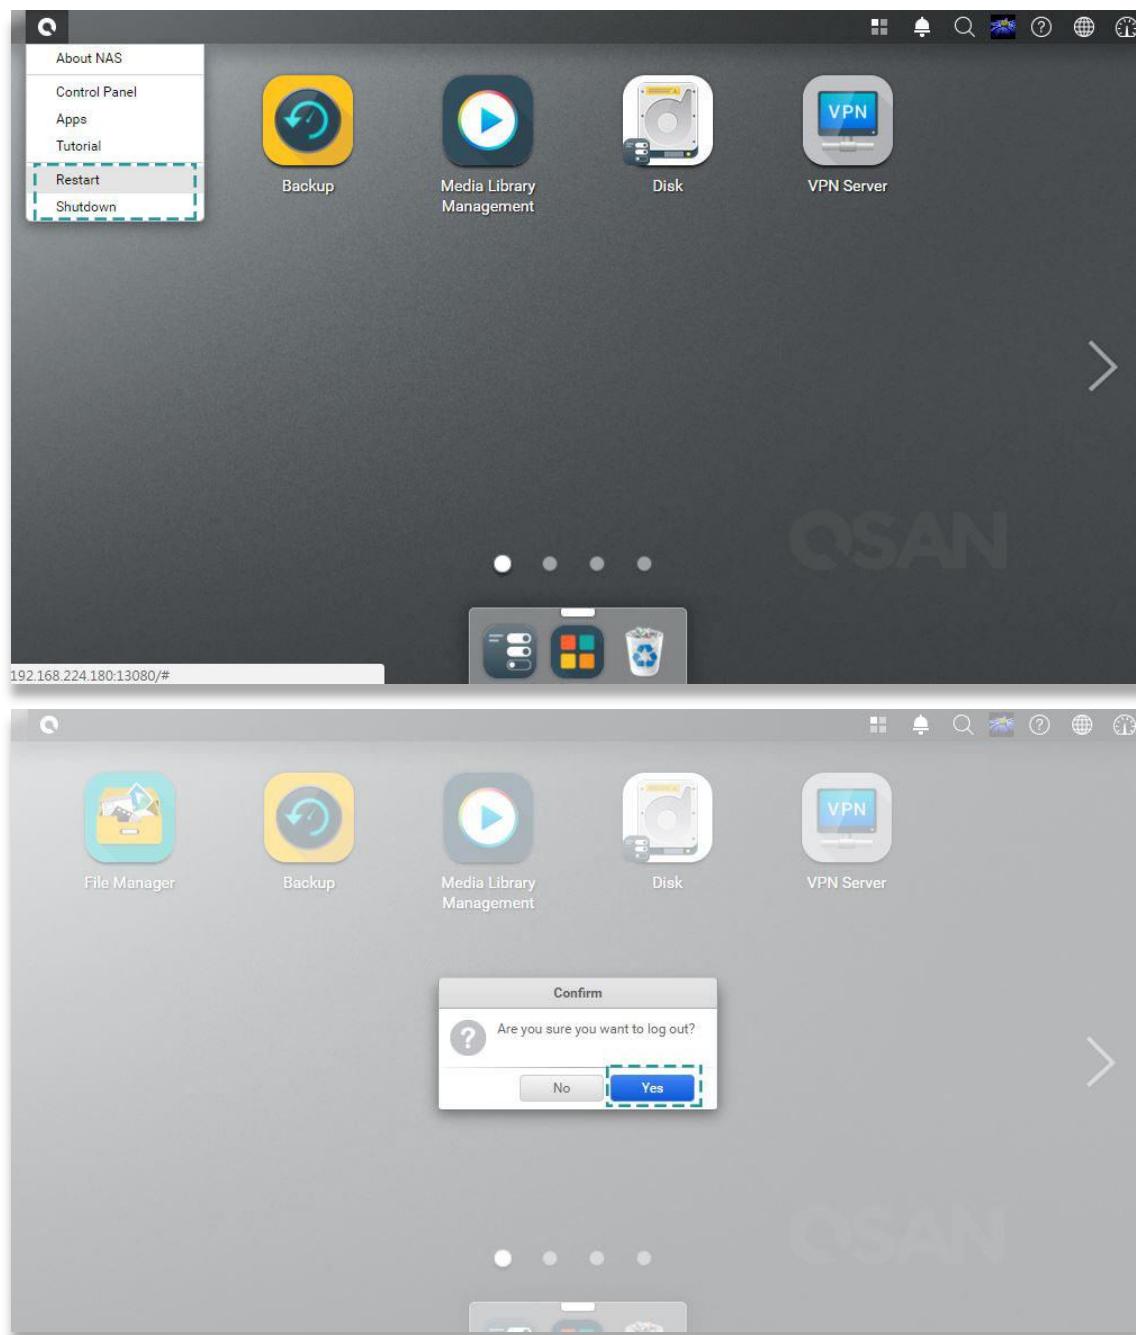 About NAS
Control Panel
Apps
Tutorial
Restart
Shutdown
Backup
Media Library
Management
Disk
VPN
VPN Server
QSAN
192.168.224.180:13080/#
File Manager
Backup
Media Library
Management
Disk
VPN
VPN Server
Confirm
Are you sure you want to log out?
No
Yes
QSAN